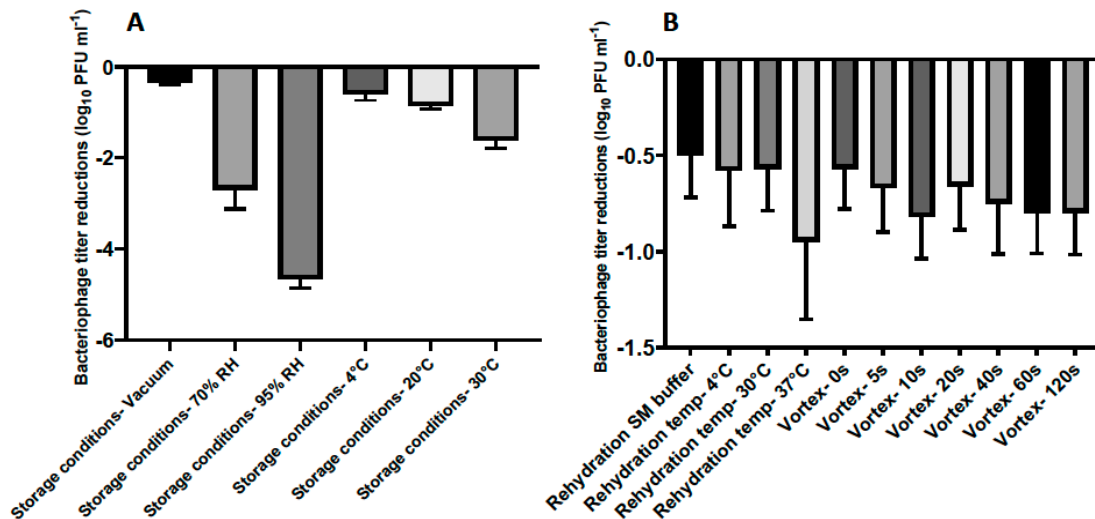 A
Bacteriophage titer reductions (log10 PFU ml-1)
0
-2
-4
-6
Storage conditions- Vacuum
Storage conditions- 70% RH
Storage conditions- 95% RH
Storage conditions- 4°C
Storage conditions- 20°C
Storage conditions- 30°C
B
Bacteriophage titer reductions (log10 PFU ml-1)
0.0
-0.5
-1.0
-1.5
Rehydration SM buffer
Rehydration temp- 4°C
Rehydration temp- 30°C
Rehydration temp- 37°C
Vortex- 0s
Vortex- 5s
Vortex- 10s
Vortex- 20s
Vortex- 40s
Vortex- 60s
Vortex- 120s